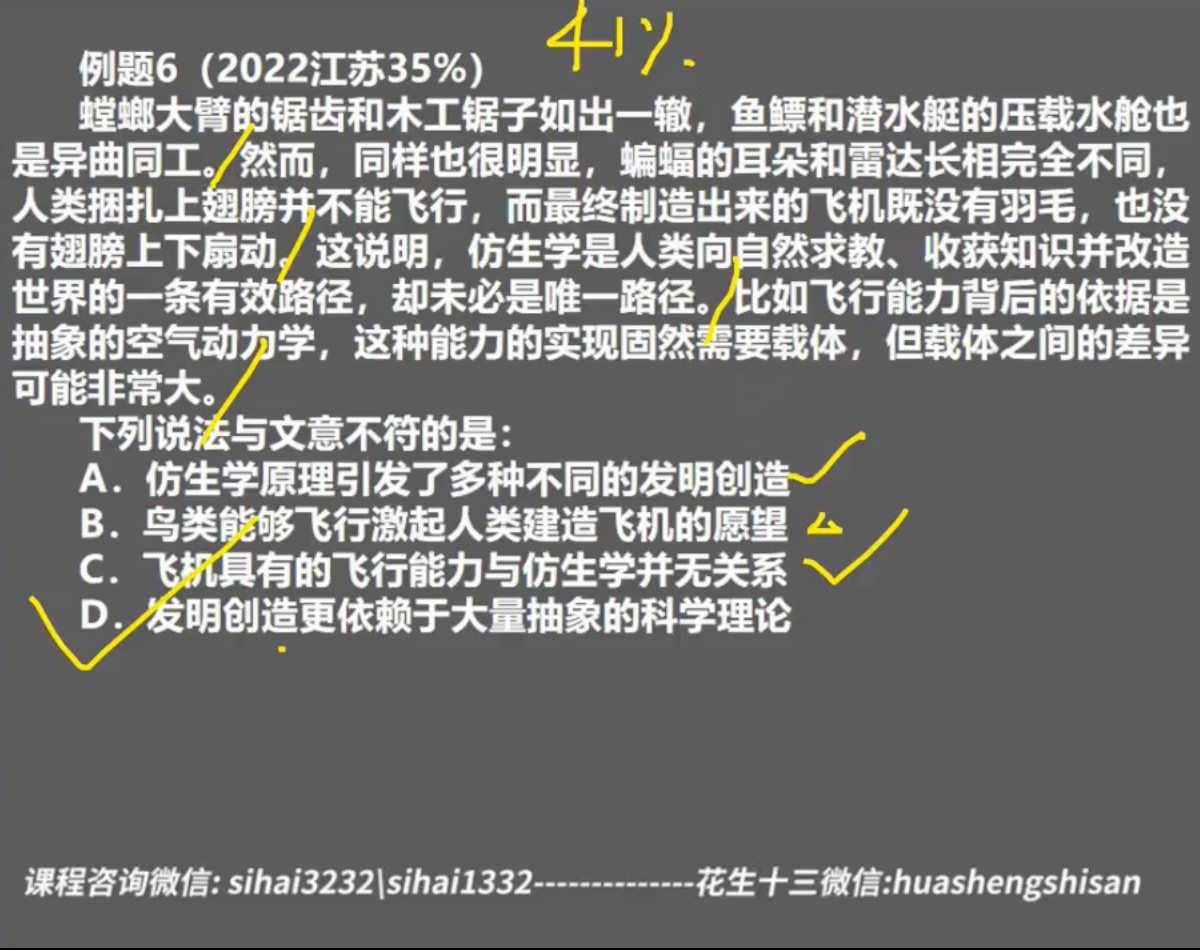 41%.
例题6（2022江苏35%）
螳螂大臂的锯齿和木工锯子如出一辙，鱼鳔和潜水艇的压载水舱也
是异曲同工。然而，同样也很明显，蝙蝠的耳朵和雷达长相完全不同，
人类捆扎上翅膀并不能飞行，而最终制造出来的飞机既没有羽毛，也没
有翅膀上下扇动。这说明，仿生学是人类向自然求教、收获知识并改造
世界的一条有效路径，却未必是唯一路径。比如飞行能力背后的依据是
抽象的空气动力学，这种能力的实现固然需要载体，但载体之间的差异
可能非常大。
下列说法与文意不符的是：
A．仿生学原理引发了多种不同的发明创造
B．鸟类能够飞行激起人类建造飞机的愿望
C．飞机具有的飞行能力与仿生学并无关系
D．发明创造更依赖于大量抽象的科学理论
课程咨询微信: sihai3232\sihai1332--------------花生十三微信:huashengshisan